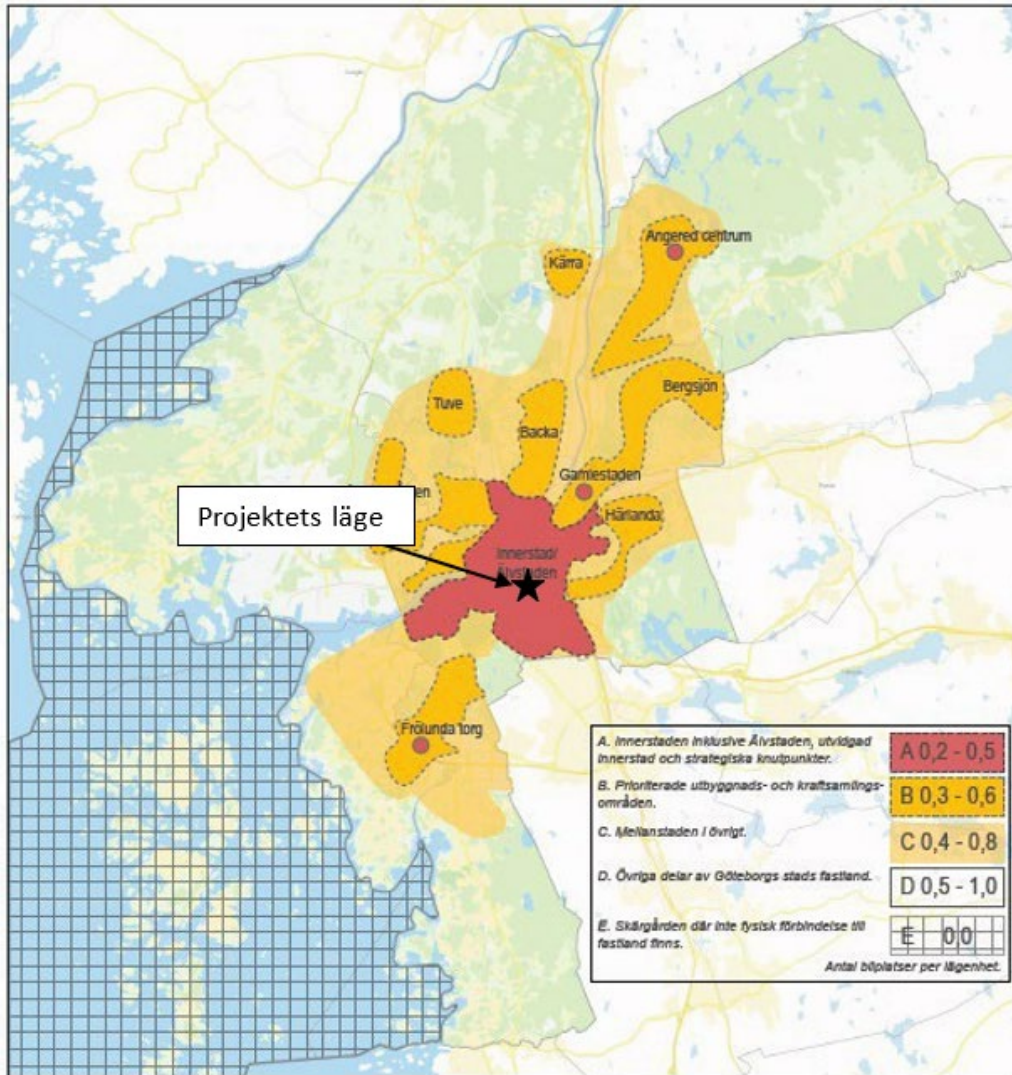 Angered centrum
Kärra
Bergsjön
Tuve
Backa
Gamlestaden
Härlanda
Projektets läge
Innerstad/
Älvstaden
Frölunda torg
A. Innerstaden inklusive Älvstaden, utvidgad
innerstad och strategiska knutpunkter.
A 0,2 - 0,5
B. Prioriterade utbyggnads- och kraftsamlings-
områden.
B 0,3 - 0,6
C. Mellanstaden i övrigt.
C 0,4 - 0,8
D. Övriga delar av Göteborgs stads fastland.
D 0,5 - 1,0
E. Skärgården där inte fysisk förbindelse till
fastland finns.
E 0,0
Antal bilplatser per lägenhet.